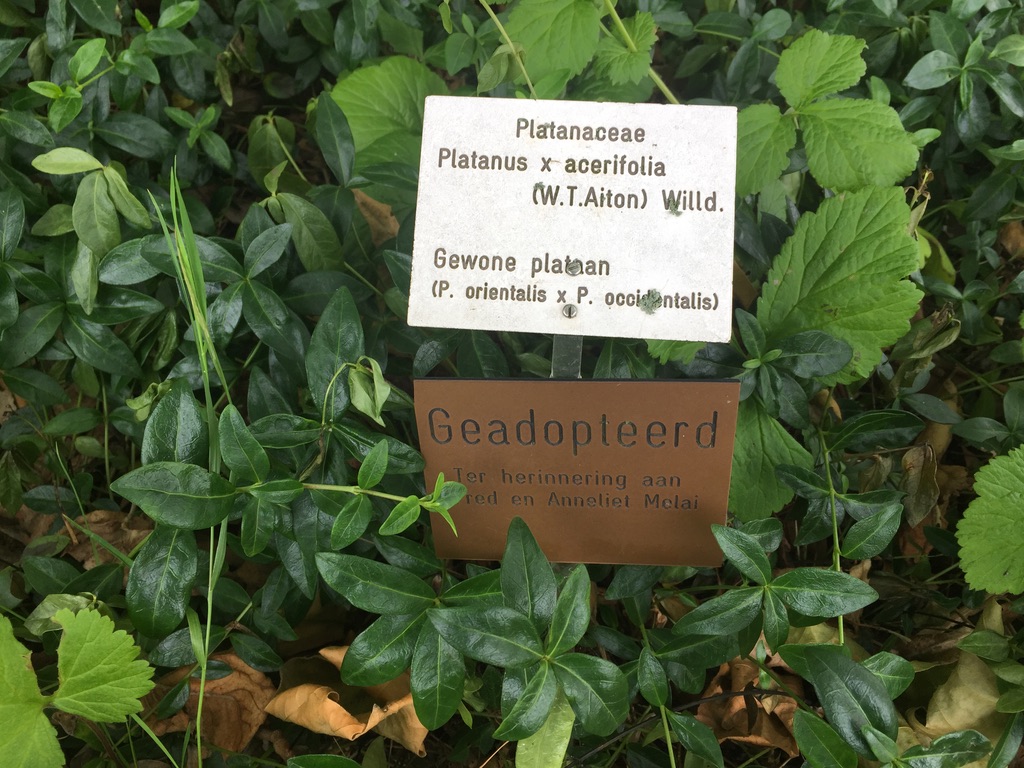 Platanaceae
Platanus x acerifolia
(W.T.Aiton) Willd.
Gewone plataan
(P. orientalis x P. occidentalis)
Geadopteerd
Ter herinnering aan
en Anneliet Melai